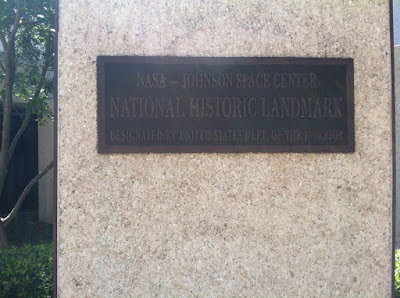 NASA – JOHNSON SPACE CENTER
NATIONAL HISTORIC LANDMARK
DESIGNATED BY UNITED STATES DEPT. OF THE INTERIOR